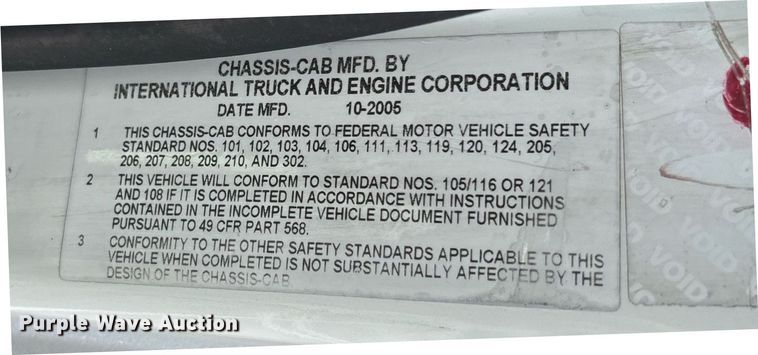 CHASSIS-CAB MFD. BY
INTERNATIONAL TRUCK AND ENGINE CORPORATION
DATE MFD. 10-2005
1 THIS CHASSIS-CAB CONFORMS TO FEDERAL MOTOR VEHICLE SAFETY
STANDARD NOS. 101, 102, 103, 104, 106, 111, 113, 119, 120, 124, 205,
206, 207, 208, 209, 210, AND 302.
2 THIS VEHICLE WILL CONFORM TO STANDARD NOS. 105/116 OR 121
AND 108 IF IT IS COMPLETED IN ACCORDANCE WITH INSTRUCTIONS
CONTAINED IN THE INCOMPLETE VEHICLE DOCUMENT FURNISHED
PURSUANT TO 49 CFR PART 568.
3 CONFORMITY TO THE OTHER SAFETY STANDARDS APPLICABLE TO THIS
VEHICLE WHEN COMPLETED IS NOT SUBSTANTIALLY AFFECTED BY THE
DESIGN OF THE CHASSIS-CAB
VOID
VOID
VOID
VOID
Purple Wave Auction